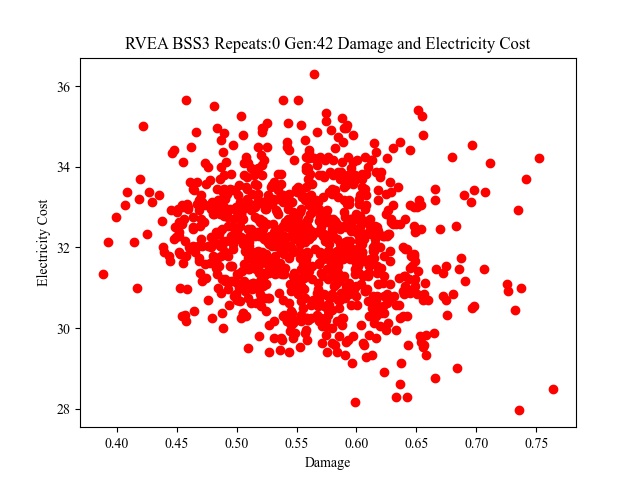 RVEA BSS3 Repeats:0 Gen:42 Damage and Electricity Cost
36
34
32
30
28
Electricity Cost
0.40 0.45 0.50 0.55 0.60 0.65 0.70 0.75
Damage